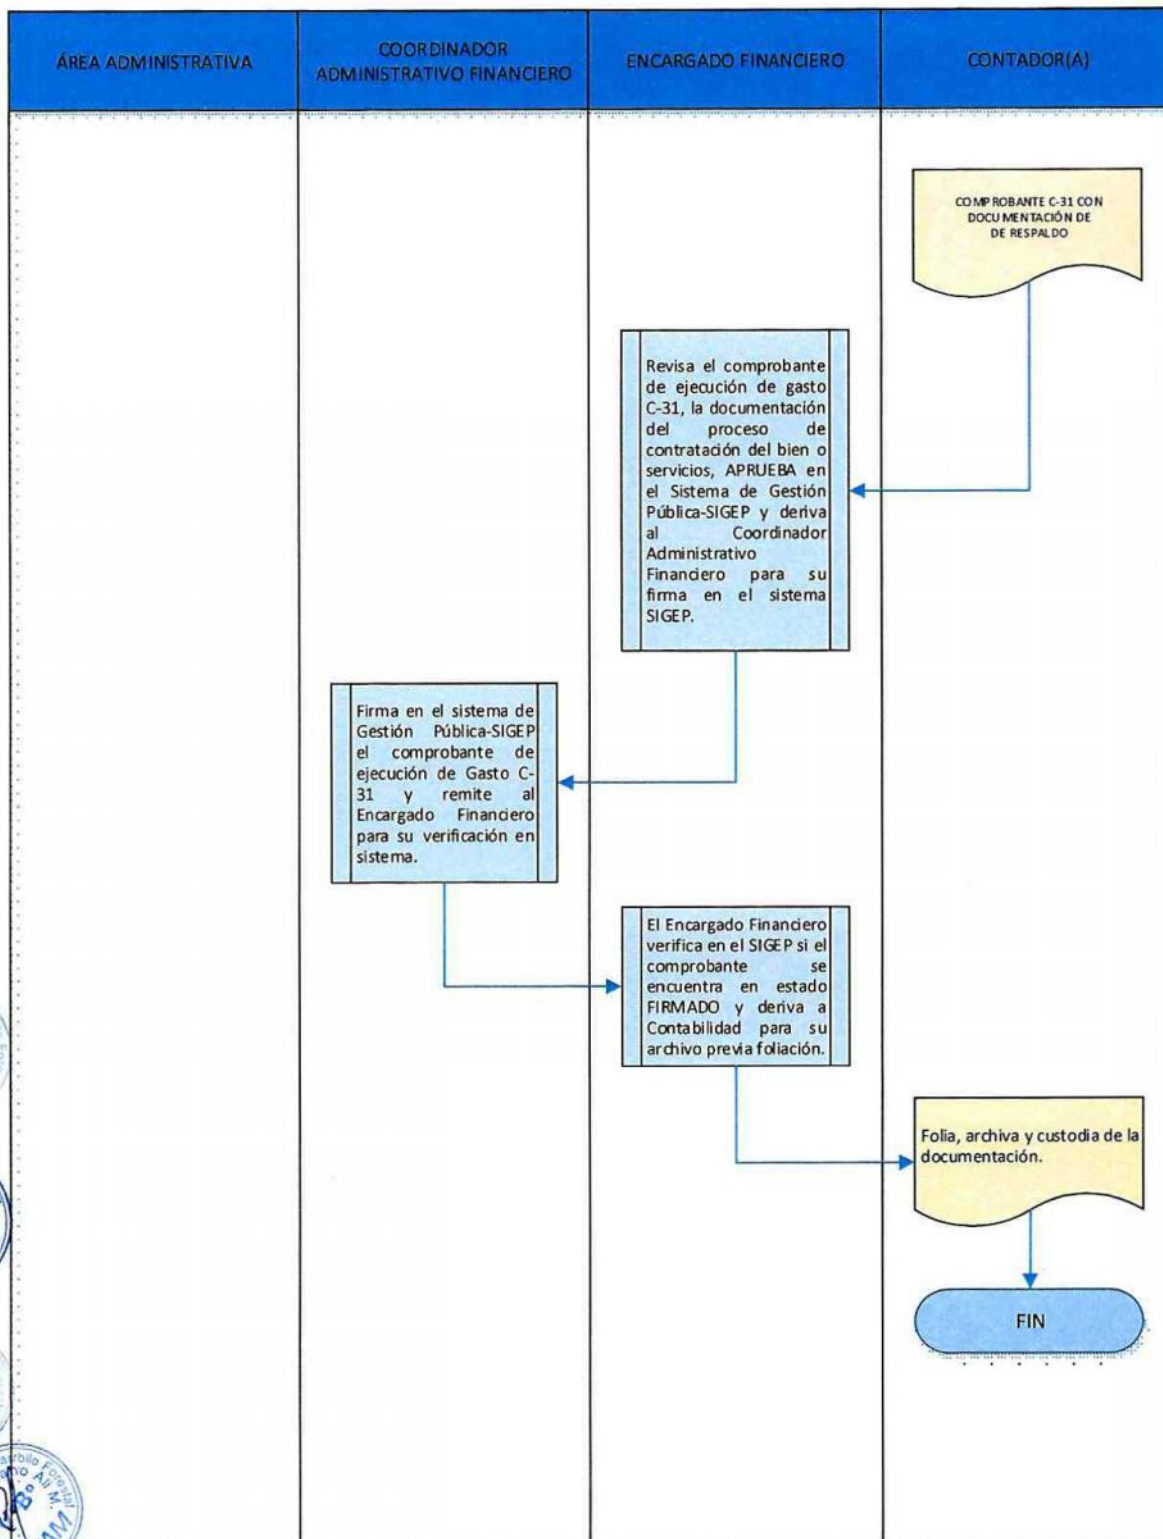 ÁREA ADMINISTRATIVA
COORDINADOR
ADMINISTRATIVO FINANCIERO
ENCARGADO FINANCIERO
CONTADOR(A)
COMPROBANTE C-31 CON
DOCUMENTACIÓN DE
DE RESPALDO
Revisa el comprobante
de ejecución de gasto
C-31, la documentación
del proceso de
contratación del bien o
servicios, APRUEBA en
el Sistema de Gestión
Pública-SIGEP y deriva
al Coordinador
Administrativo
Financiero para su
firma en el sistema
SIGEP.
Firma en el sistema de
Gestión Pública-SIGEP
el comprobante de
ejecución de Gasto C-
31 y remite al
Encargado Financiero
para su verificación en
sistema.
El Encargado Financiero
verifica en el SIGEP si el
comprobante se
encuentra en estado
FIRMADO y deriva a
Contabilidad para su
archivo previa foliación.
Folia, archiva y custodia de la
documentación.
FIN
Forestal
Ali M.